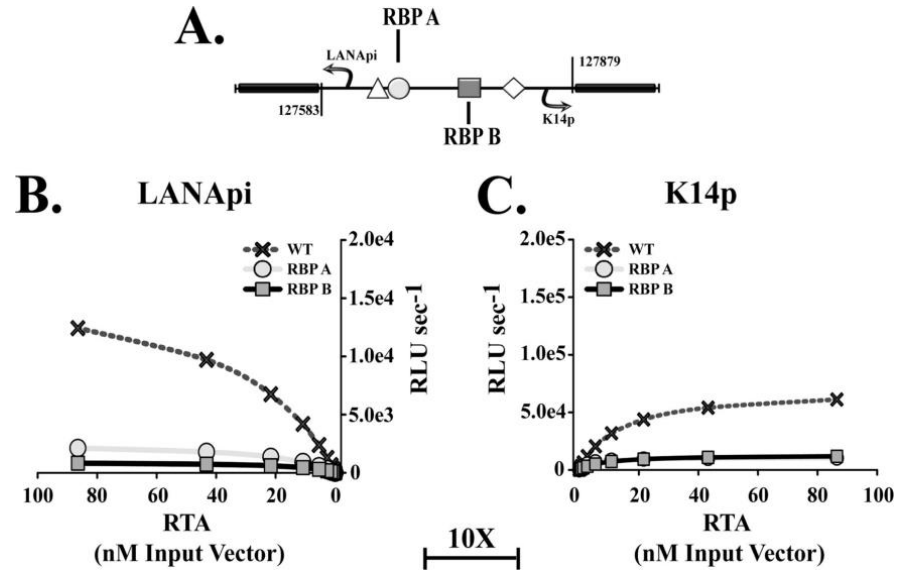 A.
RBP A
LANApi
127879
127583
K14p
RBP B
B.
LANApi
WT
RBP A
RBP B
2.0e4
1.5e4
1.0e4
5.0e3
0
RLU sec-1
100 80 60 40 20 0
RTA
(nM Input Vector)
10X
C.
K14p
2.0e5
1.5e5
1.0e5
5.0e4
0
RLU sec-1
WT
RBP A
RBP B
0 20 40 60 80 100
RTA
(nM Input Vector)